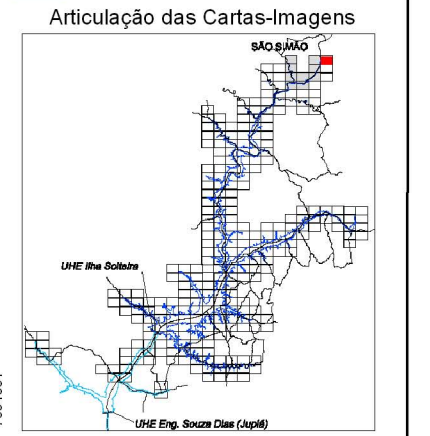 Articulação das Cartas-Imagens
SÃO SIMÃO
UHE Ilha Solteira
UHE Eng. Souza Dias (Jupiá)